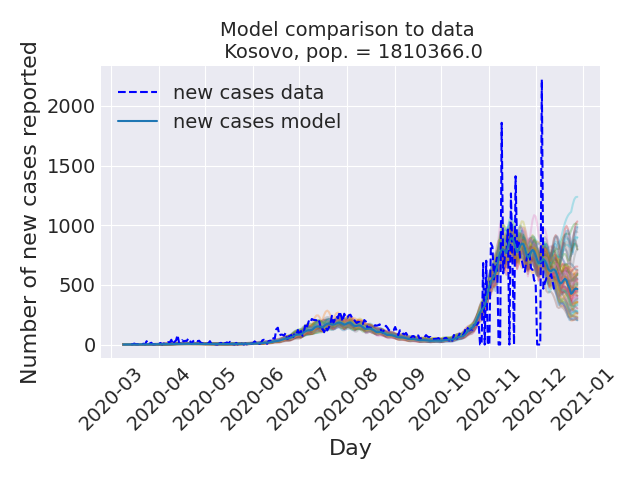 Model comparison to data
Kosovo, pop. = 1810366.0
Number of new cases reported
2000
1500
1000
500
0
new cases data
new cases model
2020-03
2020-04
2020-05
2020-06
2020-07
2020-08
2020-09
2020-10
2020-11
2020-12
2021-01
Day